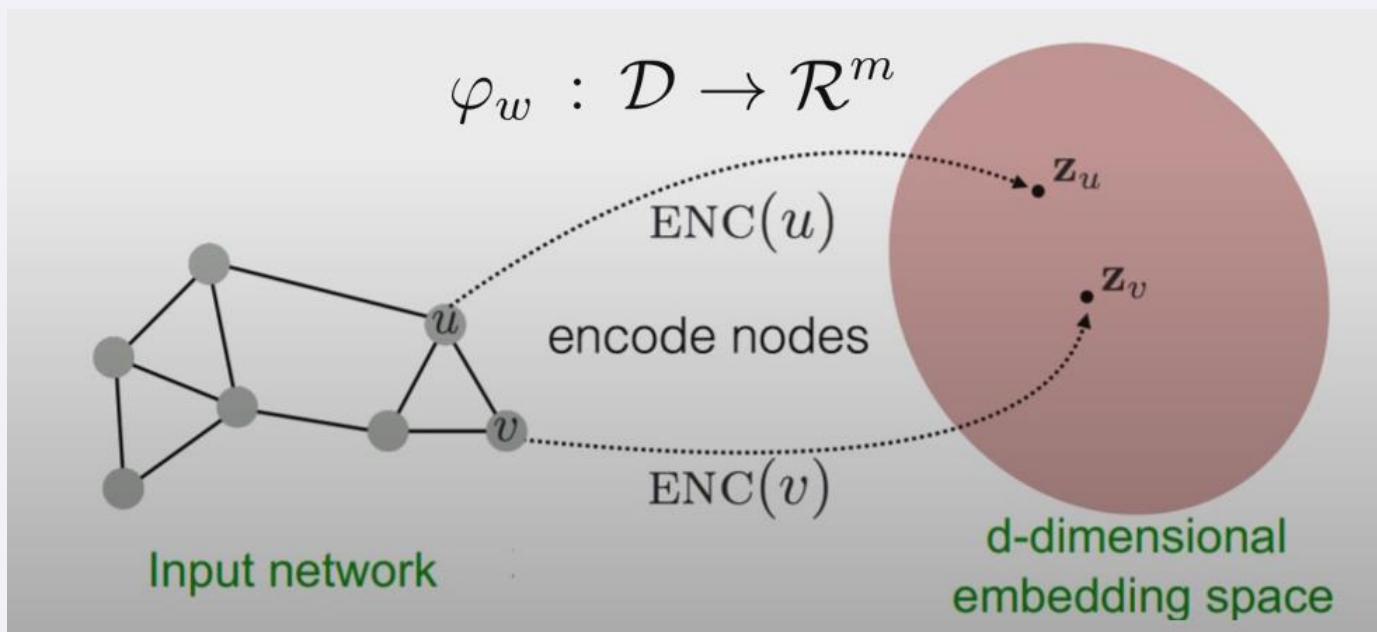 φ_w : 𝒟 → ℛ^m
z_u
ENC(u)
z_v
u
encode nodes
v
ENC(v)
d-dimensional
Input network
embedding space